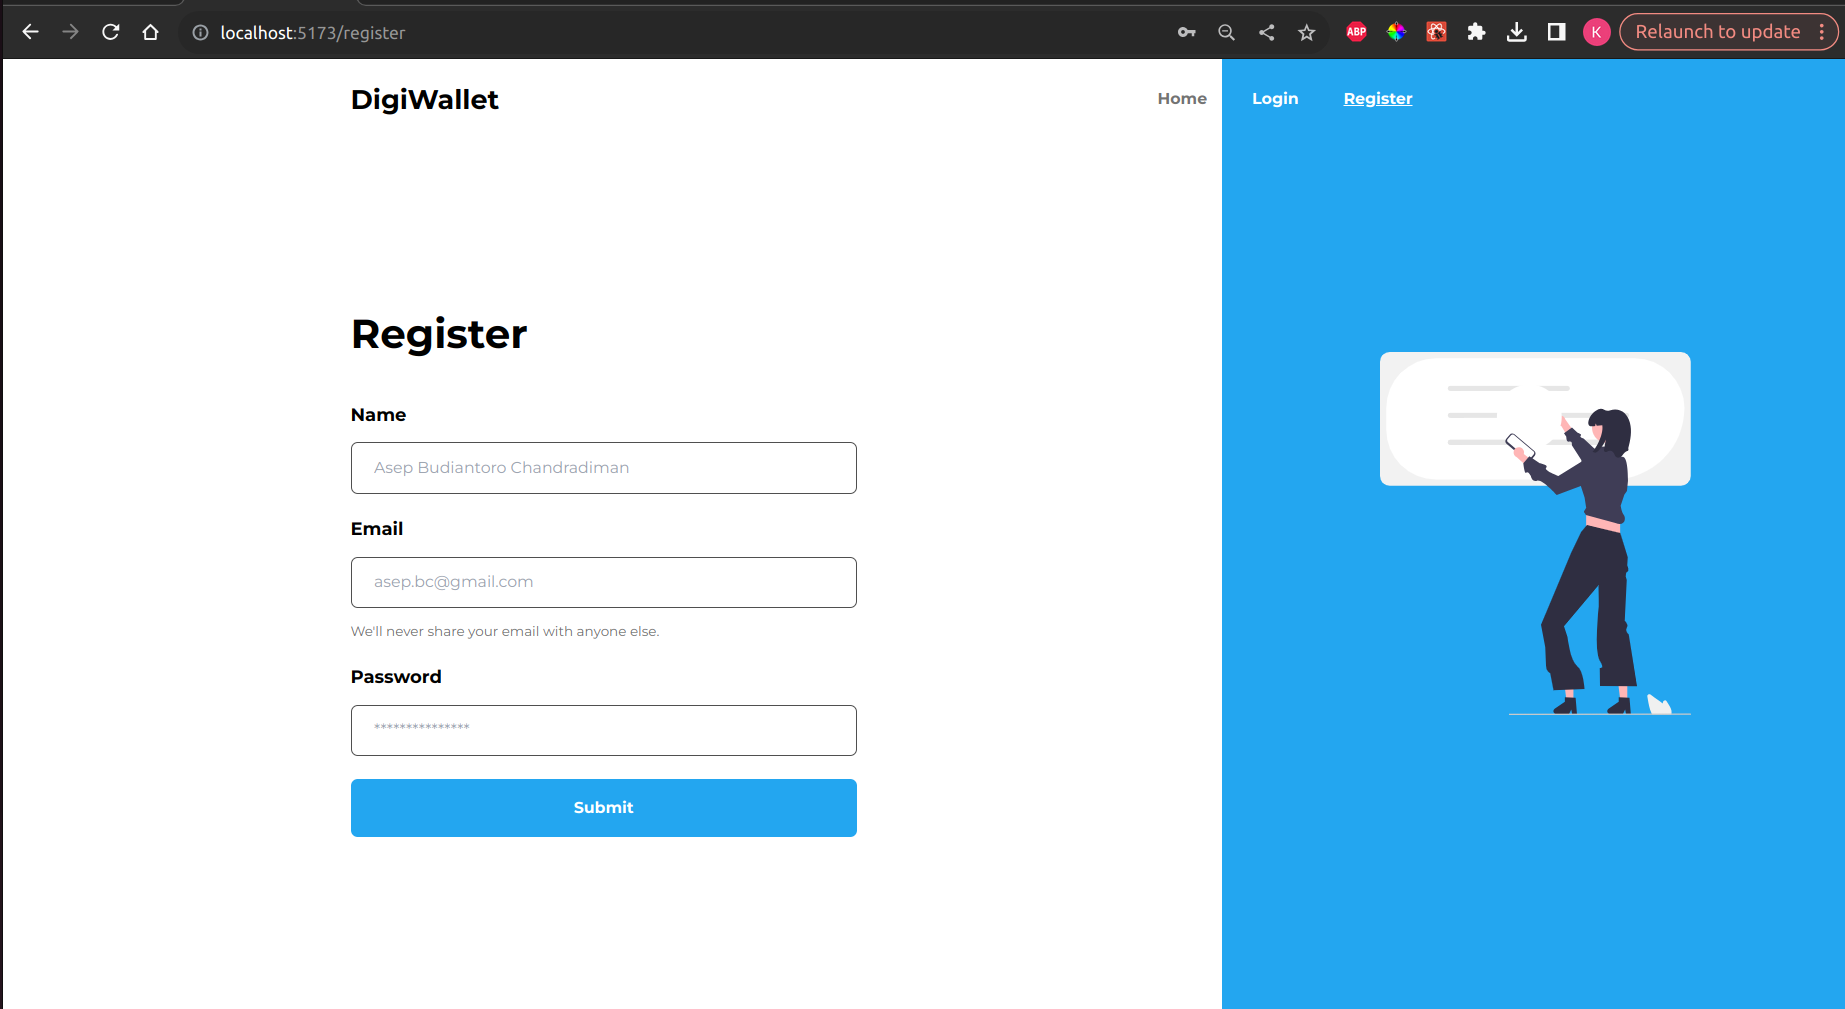 localhost:5173/register
ABP
K
Relaunch to update
DigiWallet
Home
Login
Register
Register
Name
Asep Budiantoro Chandradiman
Email
asep.bc@gmail.com
We'll never share your email with anyone else.
Password
***************
Submit